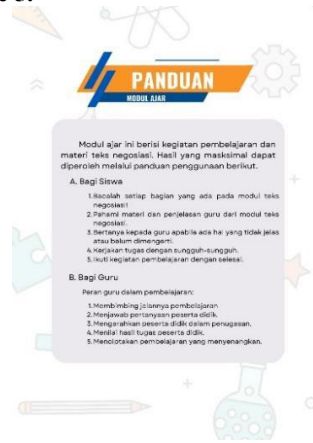 PANDUAN
MODUL AJAR
Modul ajar ini berisi kegiatan pembelajaran dan
materi teks negosiasi. Hasil yang masksimal dapat
diperoleh melalui panduan penggunaan berikut.
A. Bagi Siswa
1.Bacalah setiap bagian yang ada pada modul teks
negosiasi!
2.Pahami materi dan penjelasan guru dari modul teks
negosiasi.
3.Bertanya kepada guru apabila ada hal yang tidak jelas
atau belum dimengerti.
4.Kerjakan tugas dengan sungguh-sungguh.
5.Ikuti kegiatan pembelajaran dengan selesai.
B. Bagi Guru
Peran guru dalam pembelajaran:
1.Membimbing jalannya pembelajaran
2.Menjawab pertanyaan peserta didik.
3.Mengarahkan peserta didik dalam penugasan.
4.Menilai hasil tugas peserta didik.
5.Menciptakan pembelajaran yang menyenangkan.